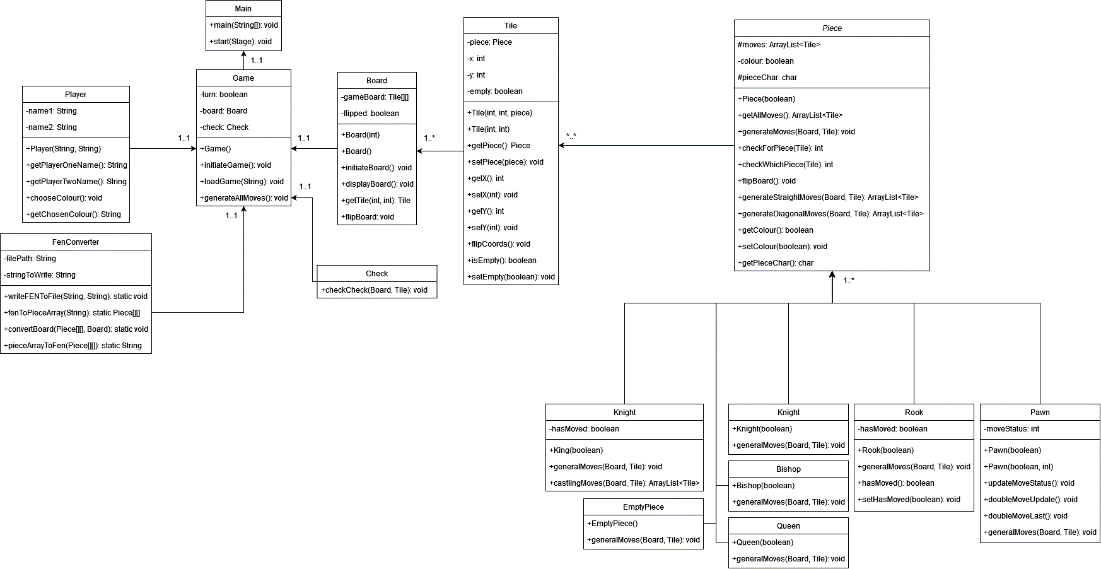 Main
+main(String[]): void
+start(Stage): void
1..1
Game
-turn: boolean
-board: Board
-check: Check
+Game()
+initiateGame(): void
+loadGame(String): void
+generateAllMoves(): void
Player
-name1: String
-name2: String
+Player(String, String)
+getPlayerOneName(): String
+getPlayerTwoName(): String
+chooseColour(): void
+getChosenColour(): String
1..1
1..1
1..1
1..1
FenConverter
-filePath: String
-stringToWrite: String
+writeFENToFile(String, String): static void
+fenToPieceArray(String): static Piece[][]
+convertBoard(Piece[][], Board): static void
+pieceArrayToFen(Piece[][]): static String
Board
-gameBoard: Tile[][]
-flipped: boolean
+Board(int)
+Board()
+initiateBoard(): void
+displayBoard(): void
+getTile(int, int): Tile
+flipBoard: void
1..*
Check
+checkCheck(Board, Tile): void
Tile
-piece: Piece
-x: int
-y: int
-empty: boolean
+Tile(int, int, piece)
+Tile(int, int)
+getPiece(): Piece
+setPiece(piece): void
+getX(): int
+setX(int): void
+getY(): int
+setY(int): void
+flipCoords(): void
+isEmpty(): boolean
+setEmpty(boolean): void
*..*
Piece
#moves: ArrayList<Tile>
-colour: boolean
#pieceChar: char
+Piece(boolean)
+getAllMoves(): ArrayList<Tile>
+generateMoves(Board, Tile): void
+checkForPiece(Tile): int
+checkWhichPiece(Tile): int
+flipBoard(): void
+generateStraightMoves(Board, Tile): ArrayList<Tile>
+generateDiagonalMoves(Board, Tile): ArrayList<Tile>
+getColour(): boolean
+setColour(boolean): void
+getPieceChar(): char
1..*
Knight
-hasMoved: boolean
+King(boolean)
+generalMoves(Board, Tile): void
+castlingMoves(Board, Tile): ArrayList<Tile>
EmptyPiece
+EmptyPiece()
+generalMoves(Board, Tile): void
Knight
+Knight(boolean)
+generalMoves(Board, Tile): void
Bishop
+Bishop(boolean)
+generalMoves(Board, Tile): void
Queen
+Queen(boolean)
+generalMoves(Board, Tile): void
Rook
-hasMoved: boolean
+Rook(boolean)
+generalMoves(Board, Tile): void
+hasMoved(): boolean
+setHasMoved(boolean): void
Pawn
-moveStatus: int
+Pawn(boolean)
+Pawn(boolean, int)
+updateMoveStatus(): void
+doubleMoveUpdate(): void
+doubleMoveLast(): void
+generalMoves(Board, Tile): void